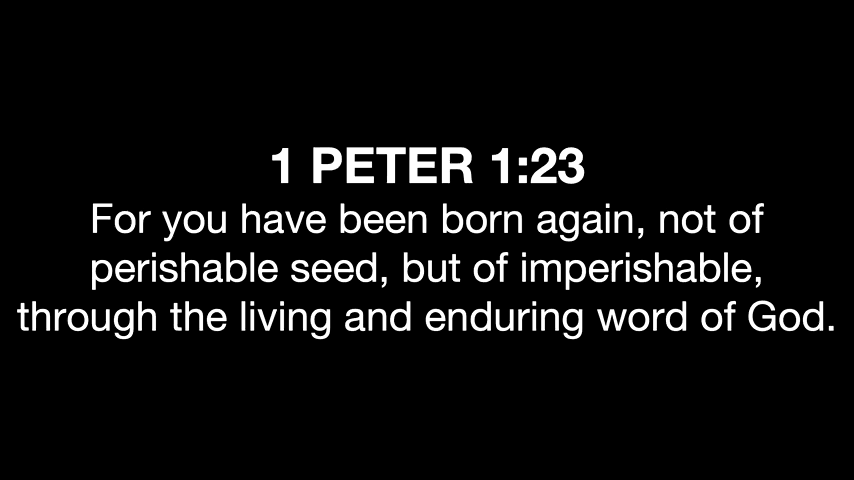 1 PETER 1:23
For you have been born again, not of
perishable seed, but of imperishable,
through the living and enduring word of God.